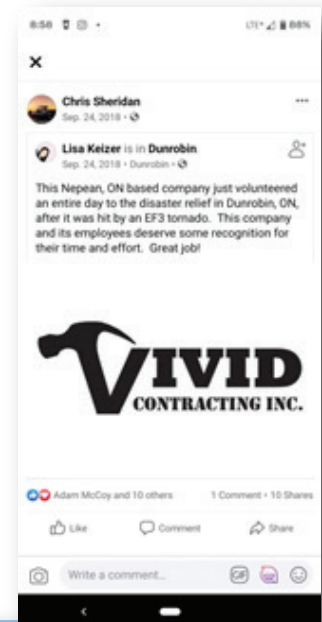 8:58
LTE+ 88%
Chris Sheridan
Sep. 24, 2018 •
Lisa Keizer is in Dunrobin
Sep. 24, 2018 • Dunrobin •
This Nepean, ON based company just volunteered
an entire day to the disaster relief in Dunrobin, ON,
after it was hit by an EF3 tornado. This company
and its employees deserve some recognition for
their time and effort. Great job!
VIVID
CONTRACTING INC.
Adam McCoy and 10 others
1 Comment • 10 Shares
Like
Comment
Share
Write a comment...
GIF